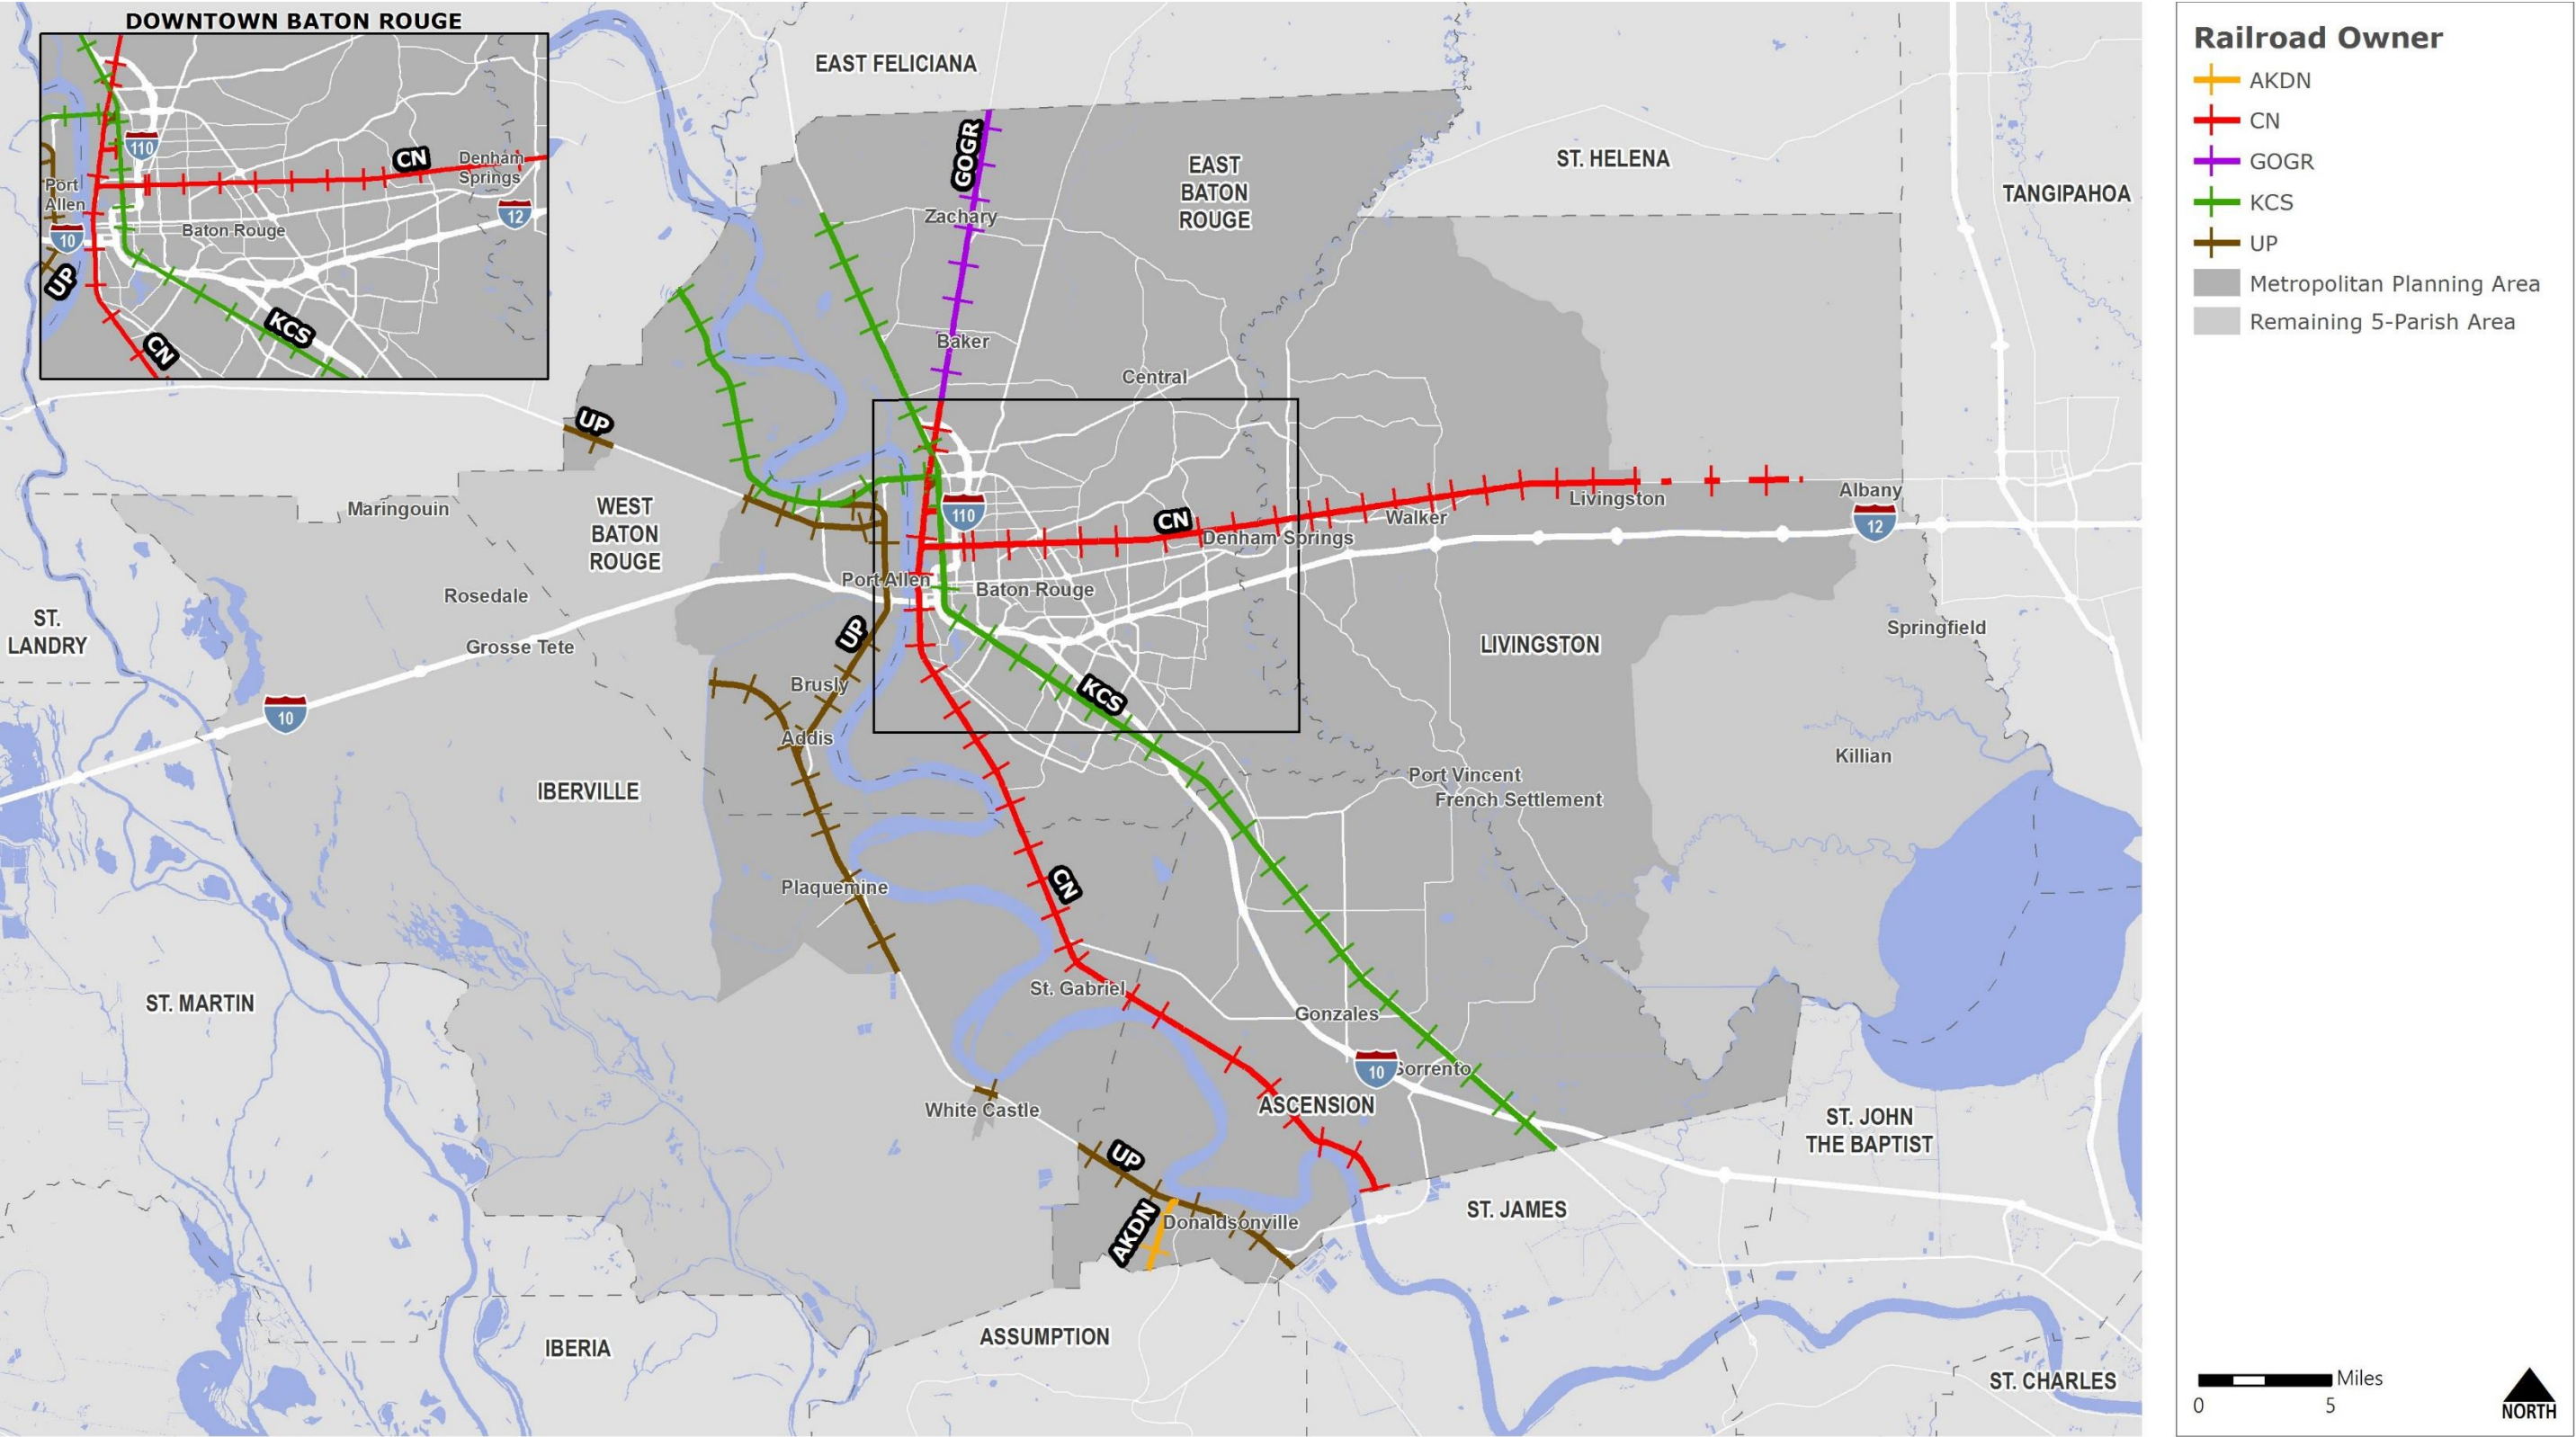 DOWNTOWN BATON ROUGE
110
CN
Denham
Springs
Port
Allen
12
10
Baton Rouge
UP
KCS
CN
EAST FELICIANA
GOGR
EAST
BATON
ROUGE
ST. HELENA
TANGIPAHOA
Zachary
Baker
Central
UP
Maringouin
WEST
BATON
ROUGE
110
CN
Walker
Livingston
Albany
12
Denham Springs
Port Allen
Baton Rouge
Rosedale
ST.
LANDRY
Grosse Tete
UP
LIVINGSTON
Springfield
Brusly
KCS
10
Addis
Killian
IBERVILLE
Port Vincent
French Settlement
Plaquemine
CN
St. Gabriel
ST. MARTIN
Gonzales
10
Sorrento
White Castle
ASCENSION
ST. JOHN
THE BAPTIST
UP
AKDN
Donaldsonville
ST. JAMES
IBERIA
ASSUMPTION
ST. CHARLES
Railroad Owner
AKDN
CN
GOGR
KCS
UP
Metropolitan Planning Area
Remaining 5-Parish Area
Miles
0 5
NORTH